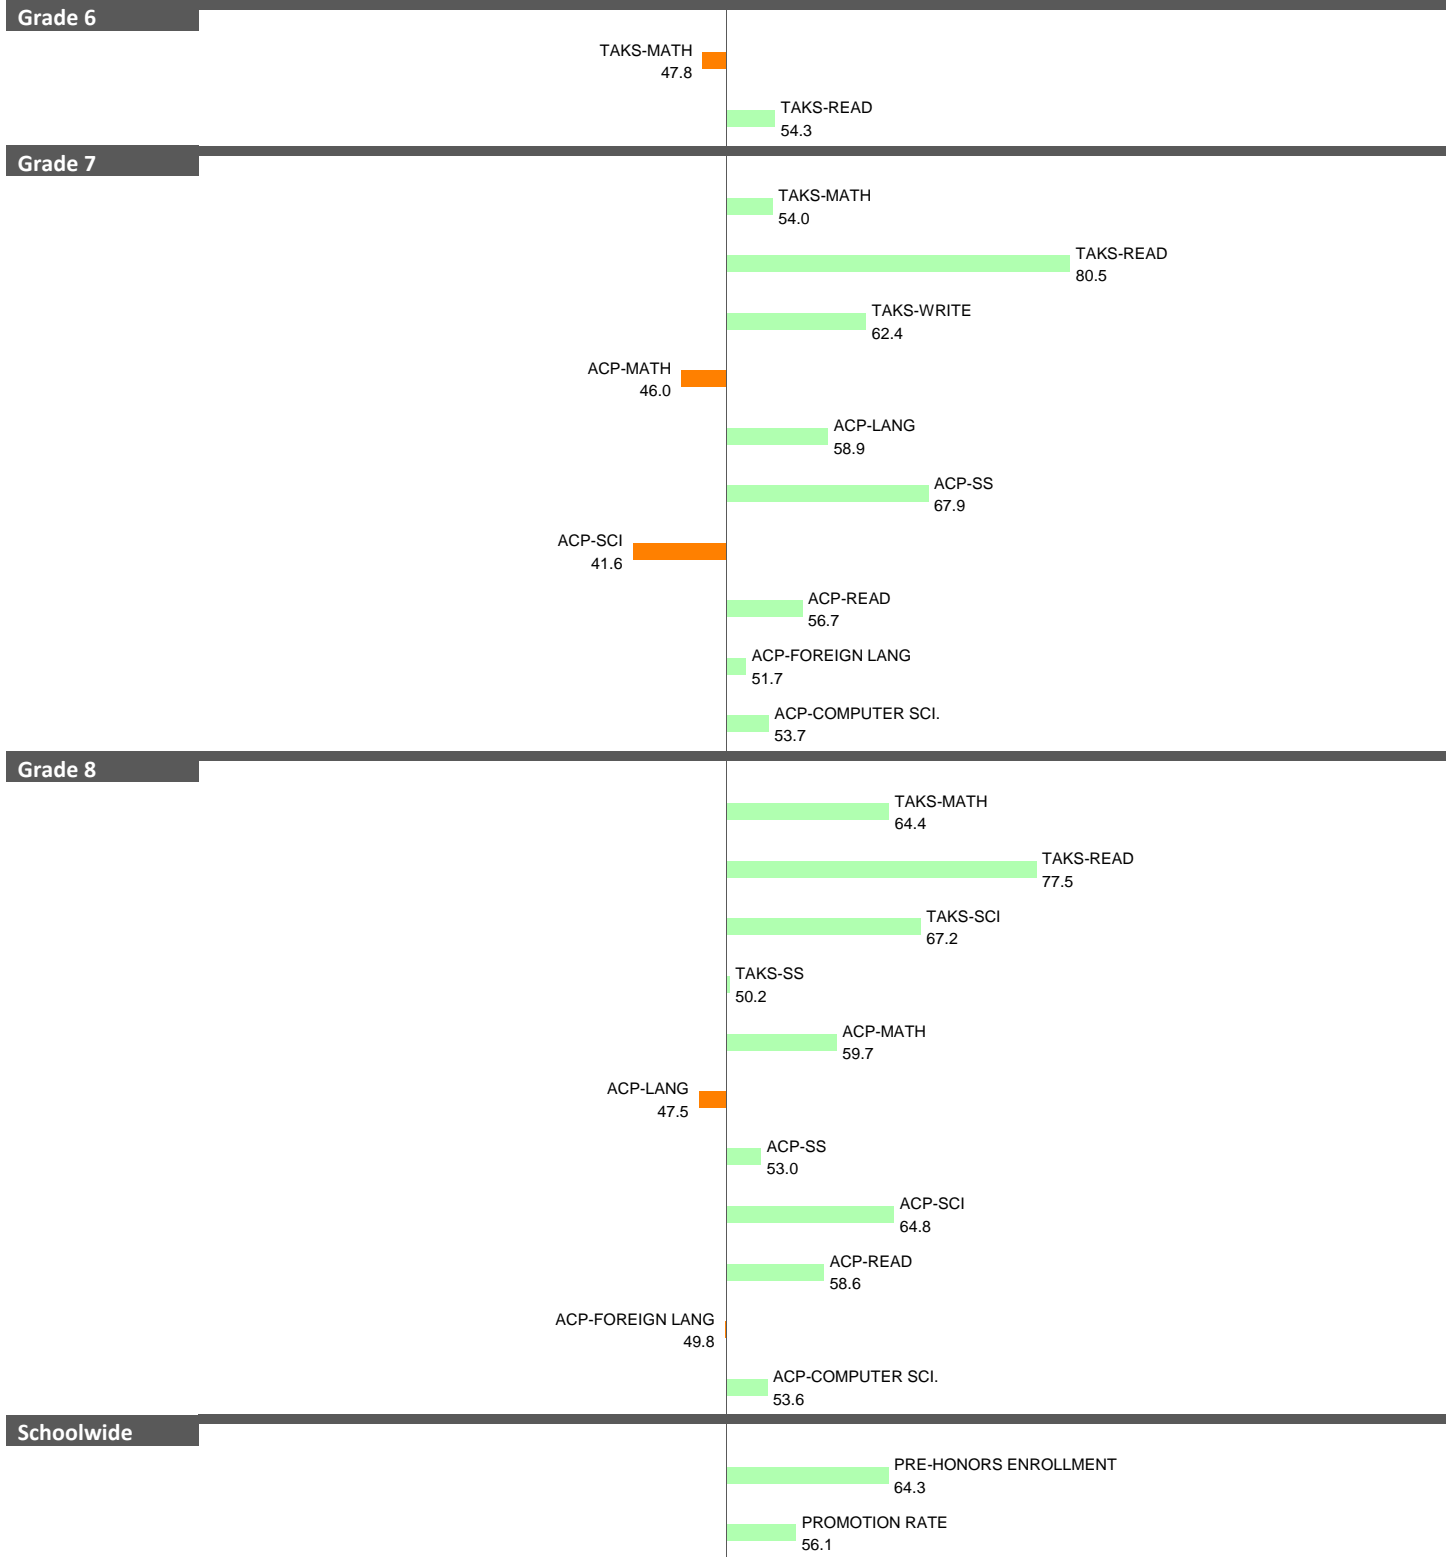 Grade 6
TAKS-MATH
47.8
TAKS-READ
54.3
Grade 7
TAKS-MATH
54.0
TAKS-READ
80.5
TAKS-WRITE
62.4
ACP-MATH
46.0
ACP-LANG
58.9
ACP-SS
67.9
ACP-SCI
41.6
ACP-READ
56.7
ACP-FOREIGN LANG
51.7
ACP-COMPUTER SCI.
53.7
Grade 8
TAKS-MATH
64.4
TAKS-READ
77.5
TAKS-SCI
67.2
TAKS-SS
50.2
ACP-MATH
59.7
ACP-LANG
47.5
ACP-SS
53.0
ACP-SCI
64.8
ACP-READ
58.6
ACP-FOREIGN LANG
49.8
ACP-COMPUTER SCI.
53.6
Schoolwide
PRE-HONORS ENROLLMENT
64.3
PROMOTION RATE
56.1